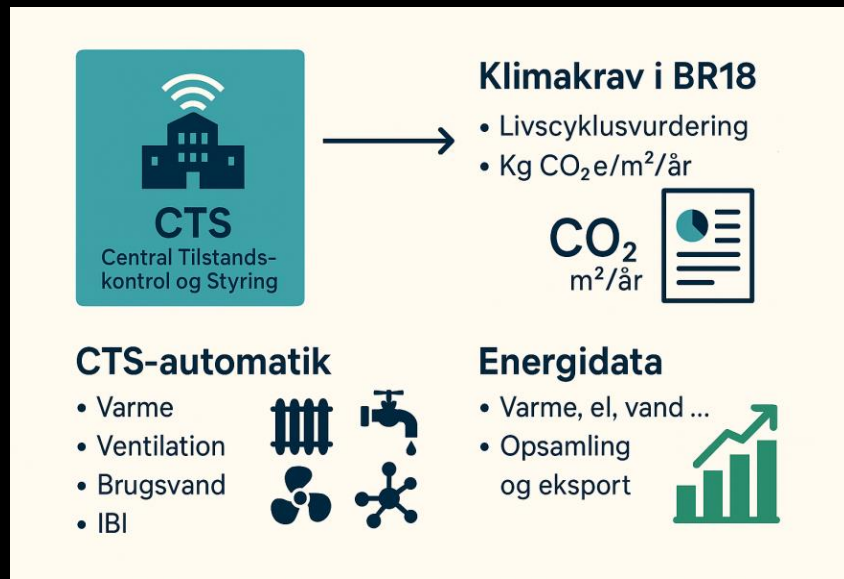 CTS
Central Tilstands-
kontrol og Styring
Klimakrav i BR18
• Livscyklusvurdering
• Kg CO₂e/m²/år
CO₂
m²/år
CTS-automatik
• Varme
• Ventilation
• Brugsvand
• IBI
Energidata
• Varme, el, vand ...
• Opsamling
og eksport